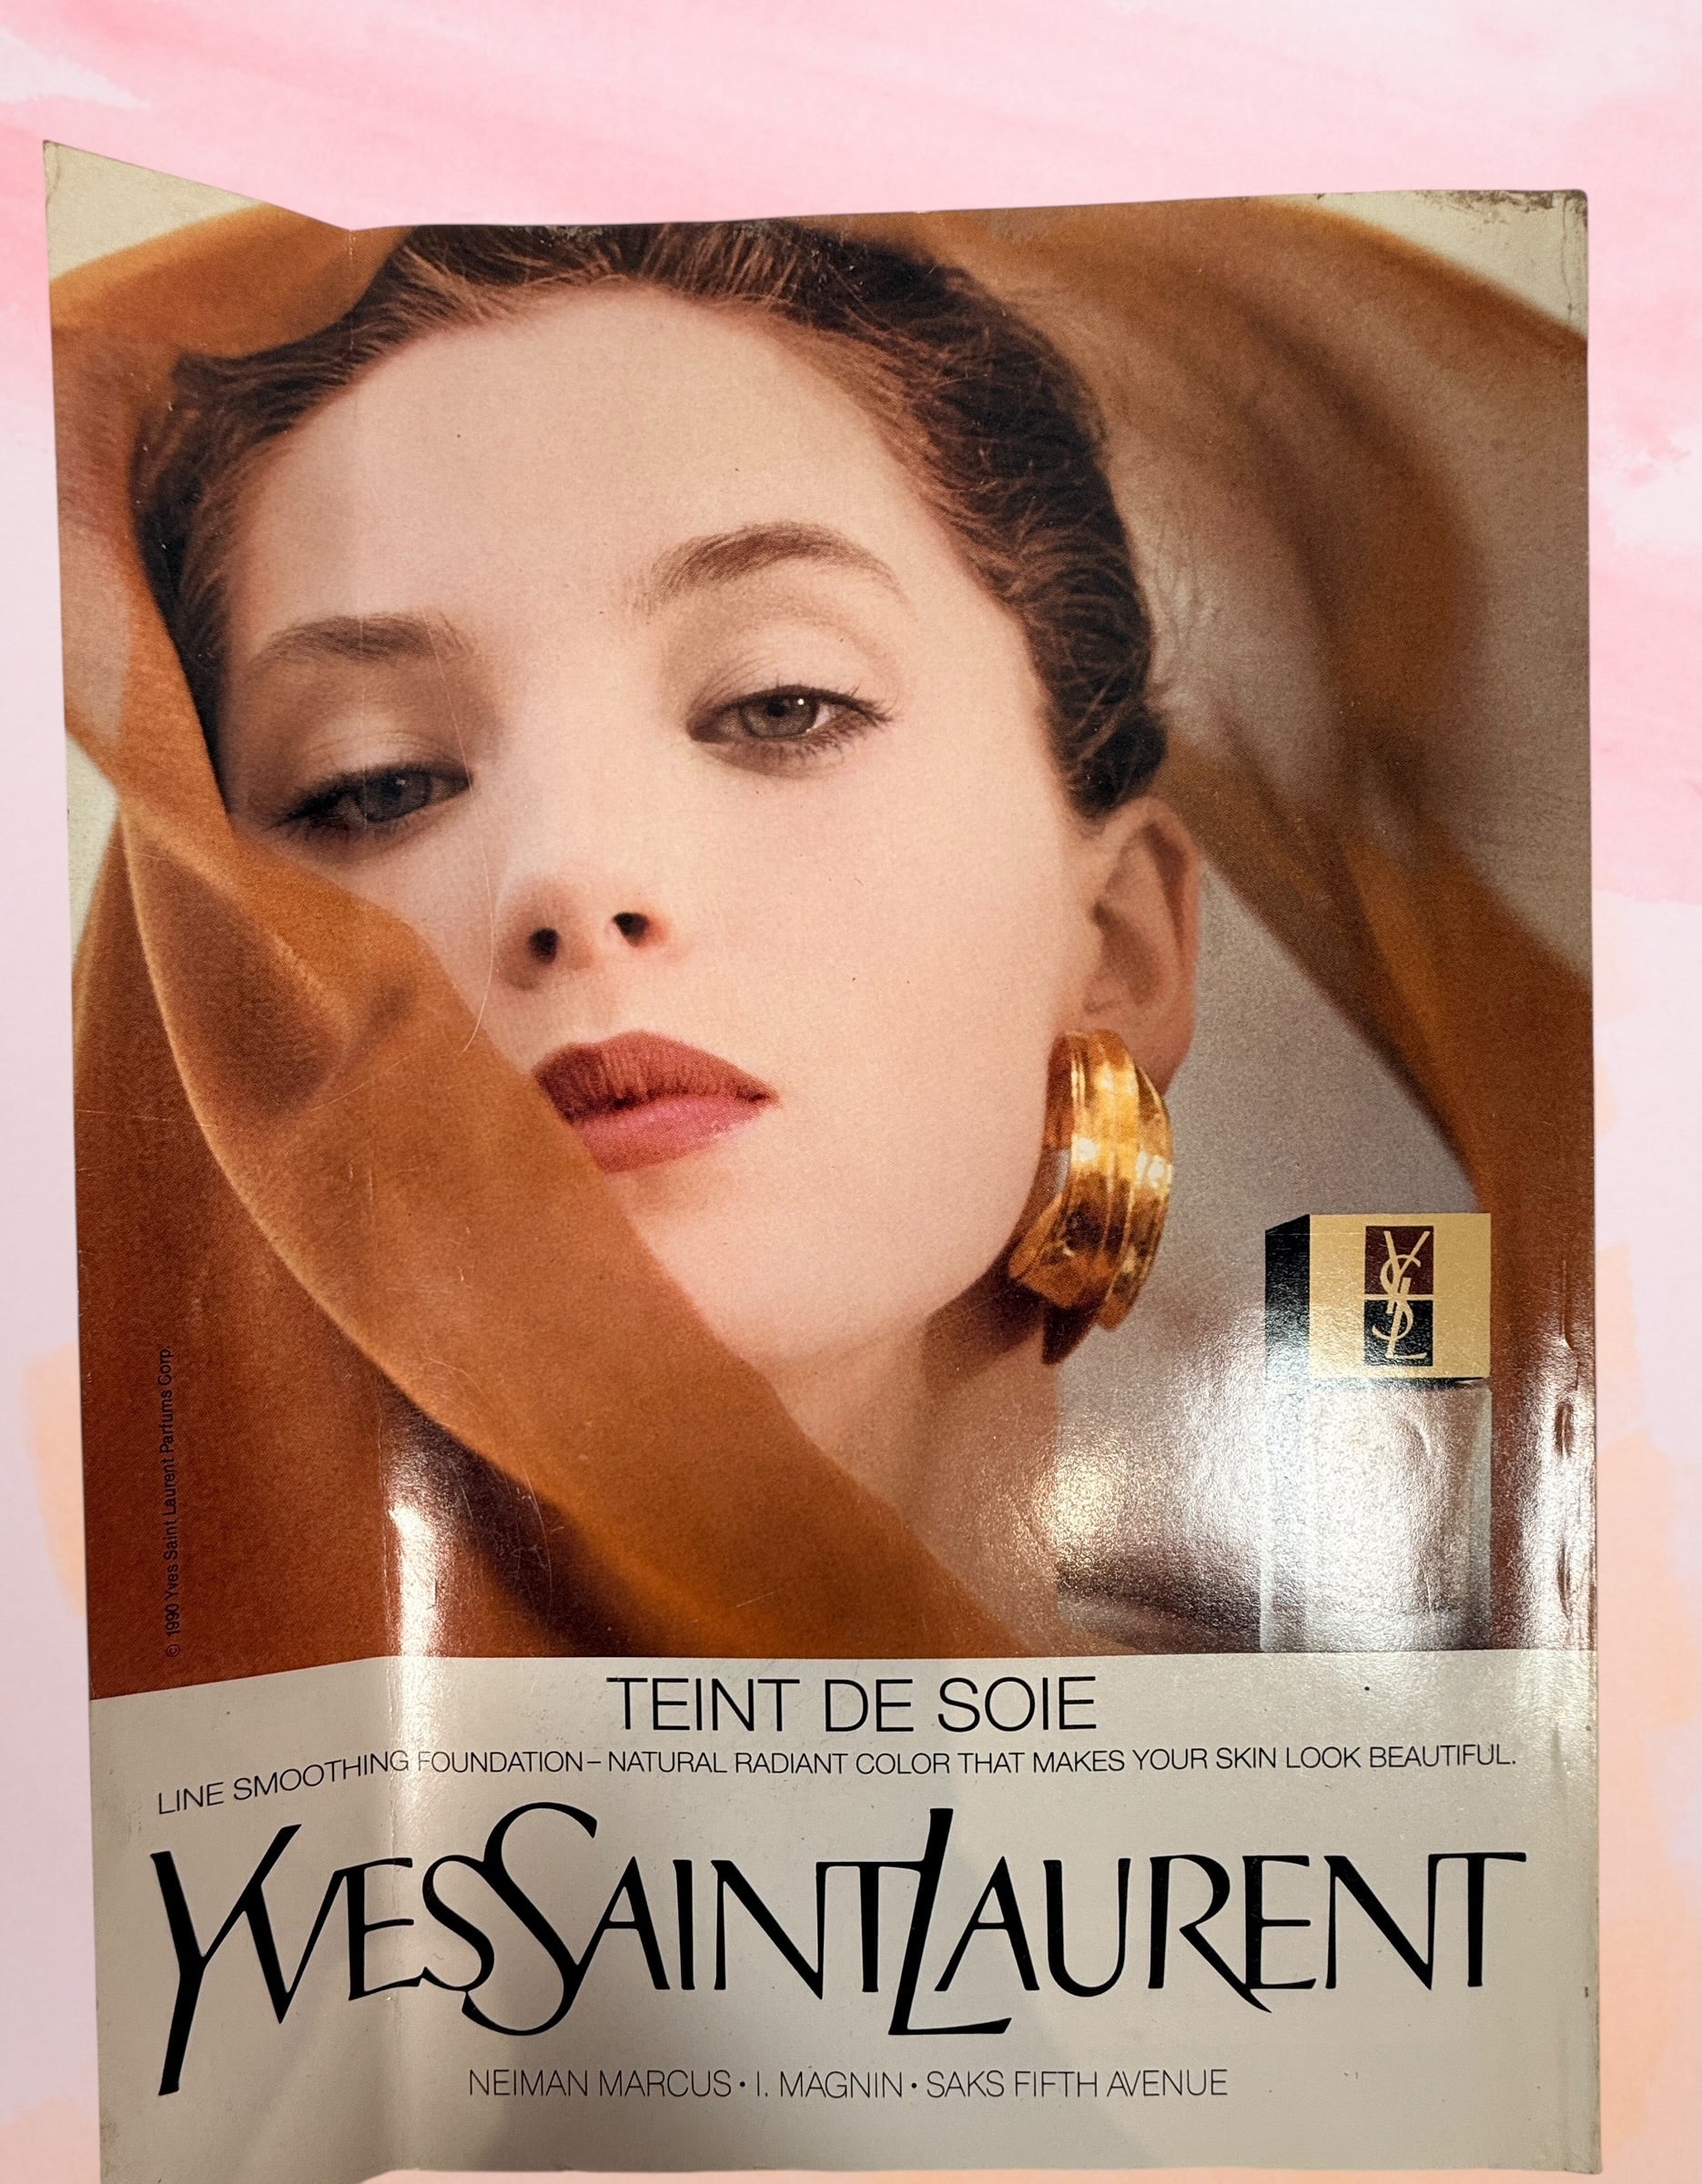 YSL
© 1990 Yves Saint Laurent Parfums Corp.
TEINT DE SOIE
LINE SMOOTHING FOUNDATION–NATURAL RADIANT COLOR THAT MAKES YOUR SKIN LOOK BEAUTIFUL.
YVESSAINTLAURENT
NEIMAN MARCUS • I. MAGNIN • SAKS FIFTH AVENUE